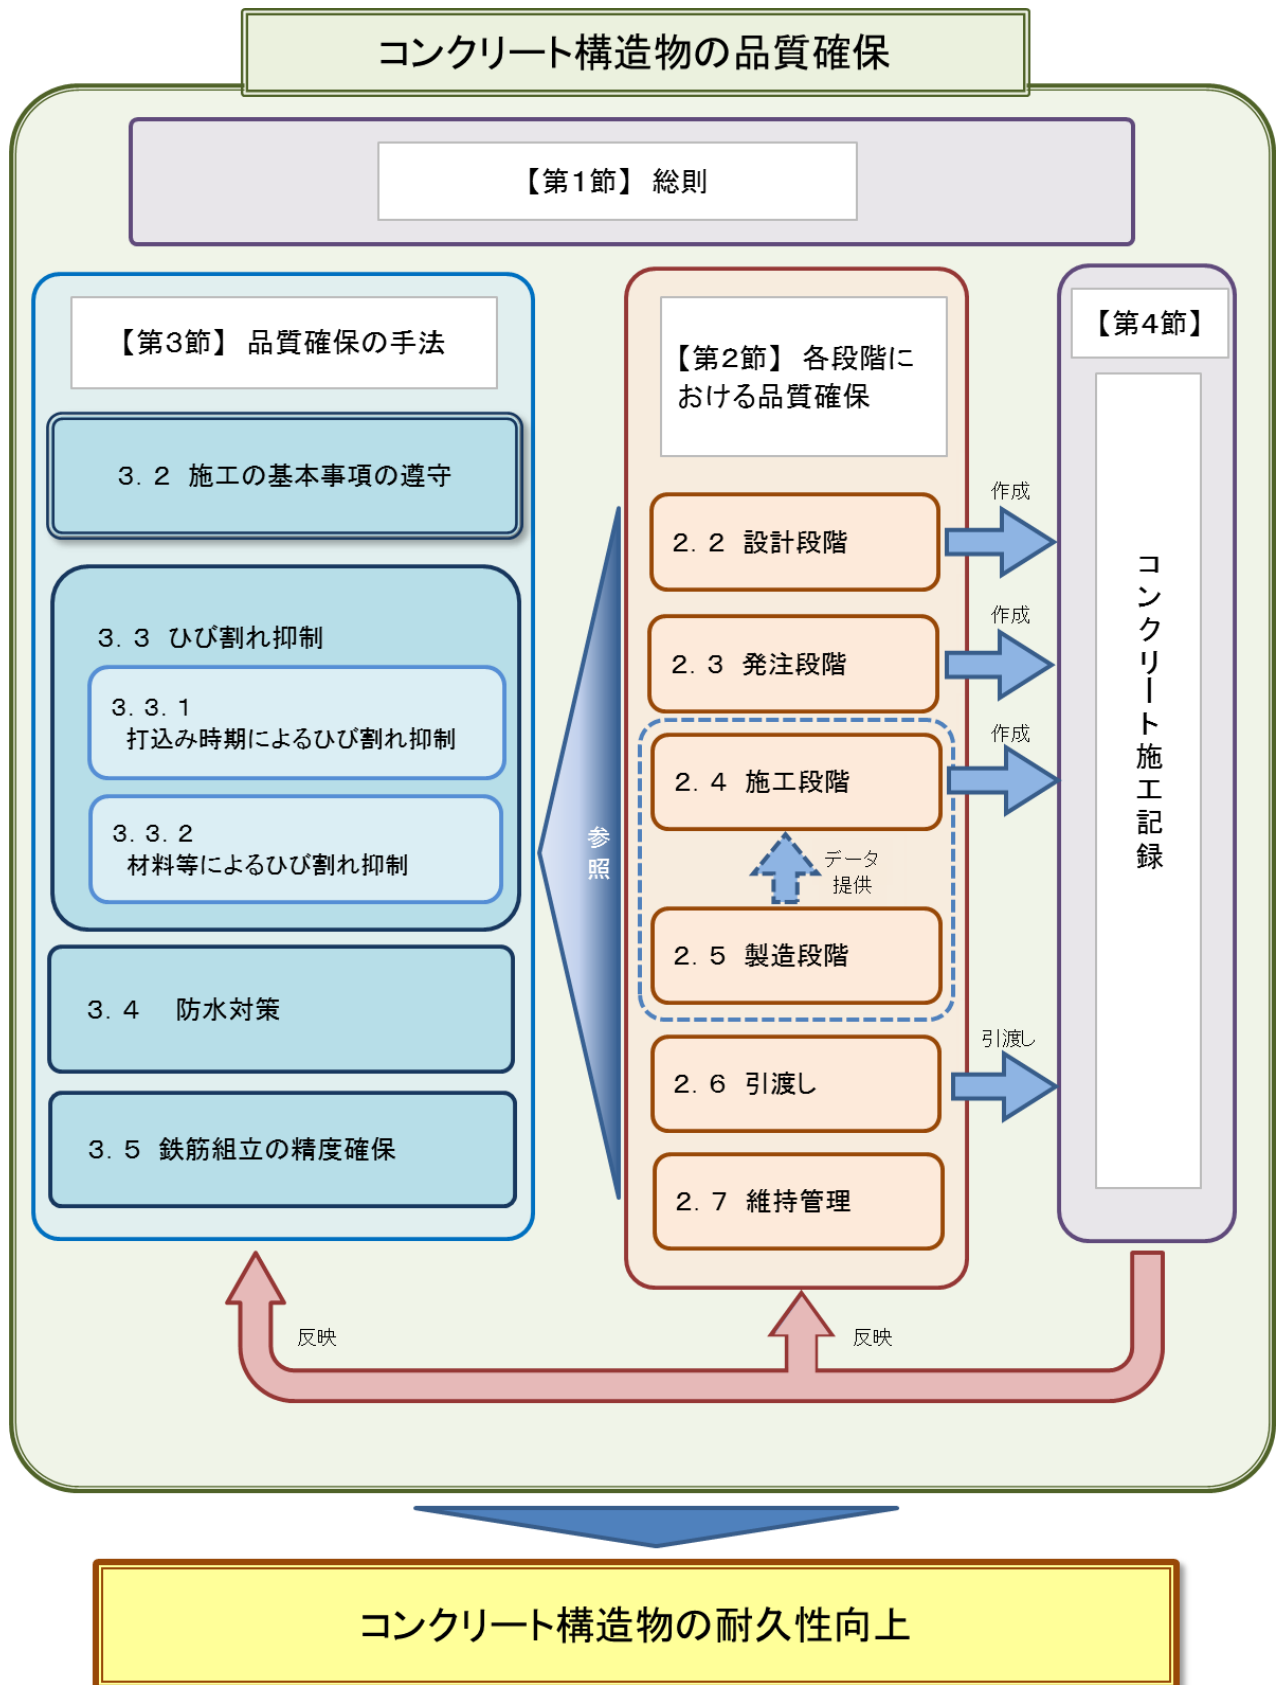 コンクリート構造物の品質確保
【第1節】 総則
【第3節】 品質確保の手法
3．2 施工の基本事項の遵守
3．3 ひび割れ抑制
3．3．1
打込み時期によるひび割れ抑制
3．3．2
材料等によるひび割れ抑制
3．4 防水対策
3．5 鉄筋組立の精度確保
参照
【第2節】 各段階に
おける品質確保
2．2 設計段階
2．3 発注段階
2．4 施工段階
データ
提供
2．5 製造段階
2．6 引渡し
2．7 維持管理
作成
作成
作成
引渡し
【第4節】
コンクリート施工記録
反映
反映
コンクリート構造物の耐久性向上